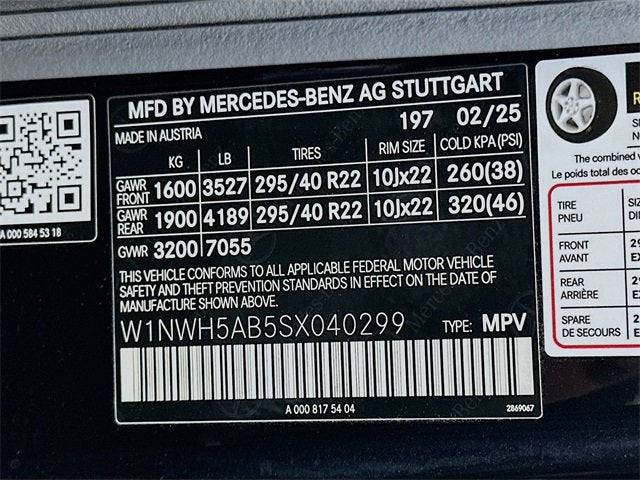 MFD BY MERCEDES-BENZ AG STUTTGART
MADE IN AUSTRIA 197 02/25
KG LB TIRES RIM SIZE COLD KPA (PSI)
GAWR FRONT 1600 3527 295/40 R22 10Jx22 260(38)
GAWR REAR 1900 4189 295/40 R22 10Jx22 320(46)
GVWR 3200 7055
THIS VEHICLE CONFORMS TO ALL APPLICABLE FEDERAL MOTOR VEHICLE
SAFETY AND THEFT PREVENTION STANDARDS IN EFFECT ON THE DATE OF
MANUFACTURE SHOWN ABOVE.
W1NWH5AB5SX040299 TYPE: MPV
A 000 817 54 04 2869067
A 000 584 53 18
The combined
Le poids total des
TIRE
PNEU
FRONT
AVANT
REAR
ARRIÈRE
SPARE
DE SECOURS